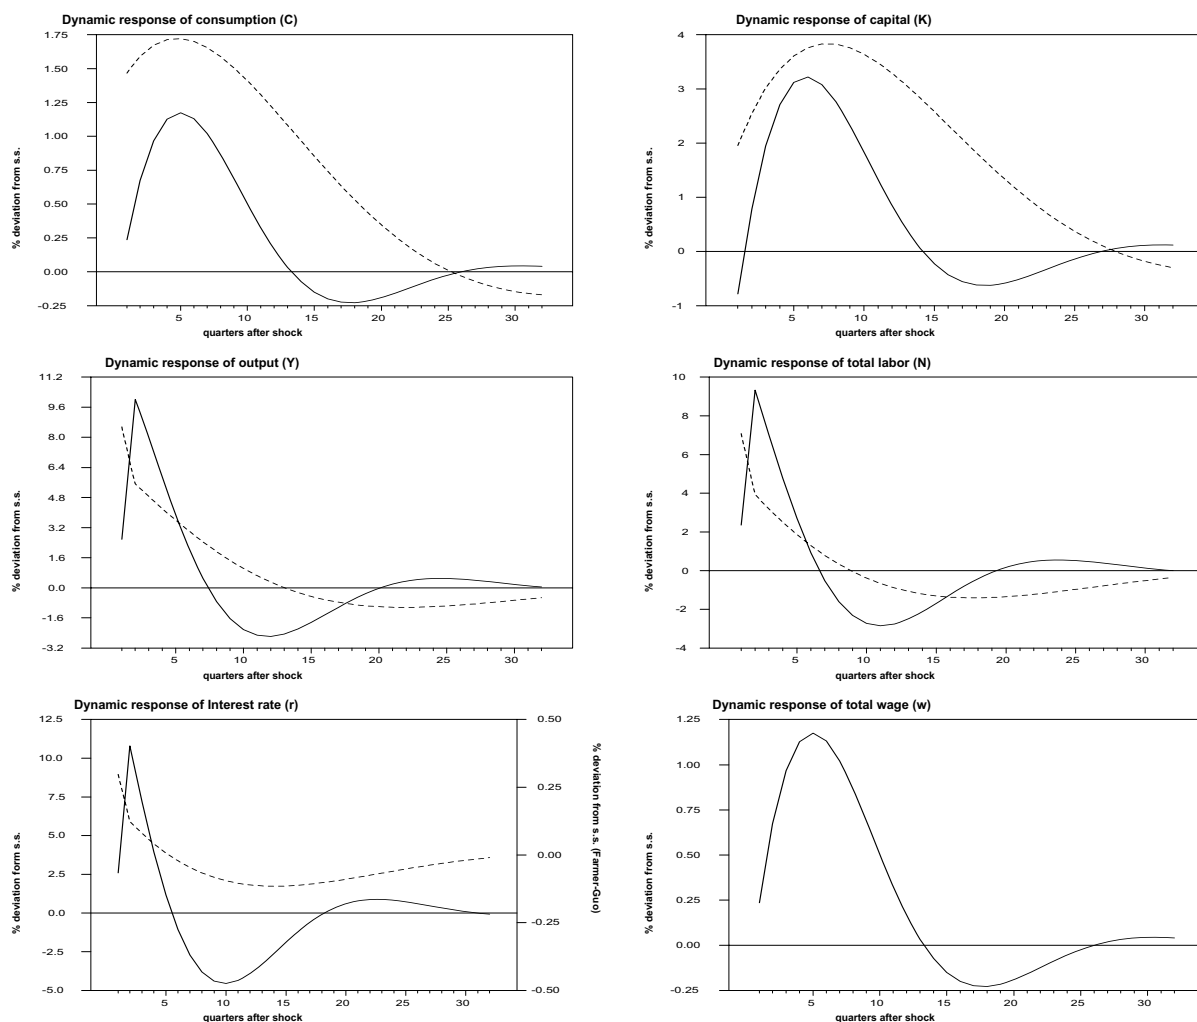 Dynamic response of consumption (C)
1.75
1.50
1.25
1.00
0.75
0.50
0.25
0.00
-0.25
% deviation from s.s.
5 10 15 20 25 30
quarters after shock
Dynamic response of capital (K)
4
3
2
1
0
-1
% deviation from s.s.
5 10 15 20 25 30
quarters after shock
Dynamic response of output (Y)
11.2
9.6
8.0
6.4
4.8
3.2
1.6
0.0
-1.6
-3.2
% deviation from s.s.
5 10 15 20 25 30
quarters after shock
Dynamic response of total labor (N)
10
8
6
4
2
0
-2
-4
% deviation from s.s.
5 10 15 20 25 30
quarters after shock
Dynamic response of Interest rate (r)
12.5
10.0
7.5
5.0
2.5
0.0
-2.5
-5.0
% deviation form s.s.
0.50
0.25
0.00
-0.25
-0.50
% deviation from s.s. (Farmer-Guo)
5 10 15 20 25 30
quarters after shock
Dynamic response of total wage (w)
1.25
1.00
0.75
0.50
0.25
0.00
-0.25
% deviation from s.s.
5 10 15 20 25 30
quarters after shock